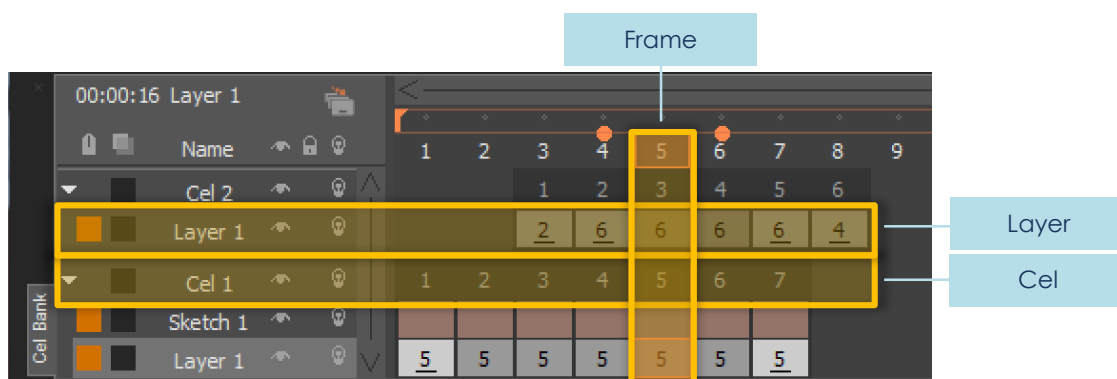 Frame
00:00:16 Layer 1
Name 1 2 3 4 5 6 7 8 9
Cel 2 1 2 3 4 5 6
Layer 1 2 6 6 6 6 4
Layer
Cel 1 1 2 3 4 5 6 7
Cel
Cel Bank
Sketch 1
Layer 1 5 5 5 5 5 5 5